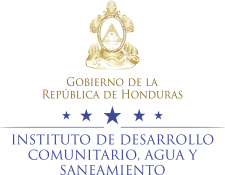 GOBIERNO DE LA
REPÚBLICA DE HONDURAS
INSTITUTO DE DESARROLLO
COMUNITARIO, AGUA Y
SANEAMIENTO